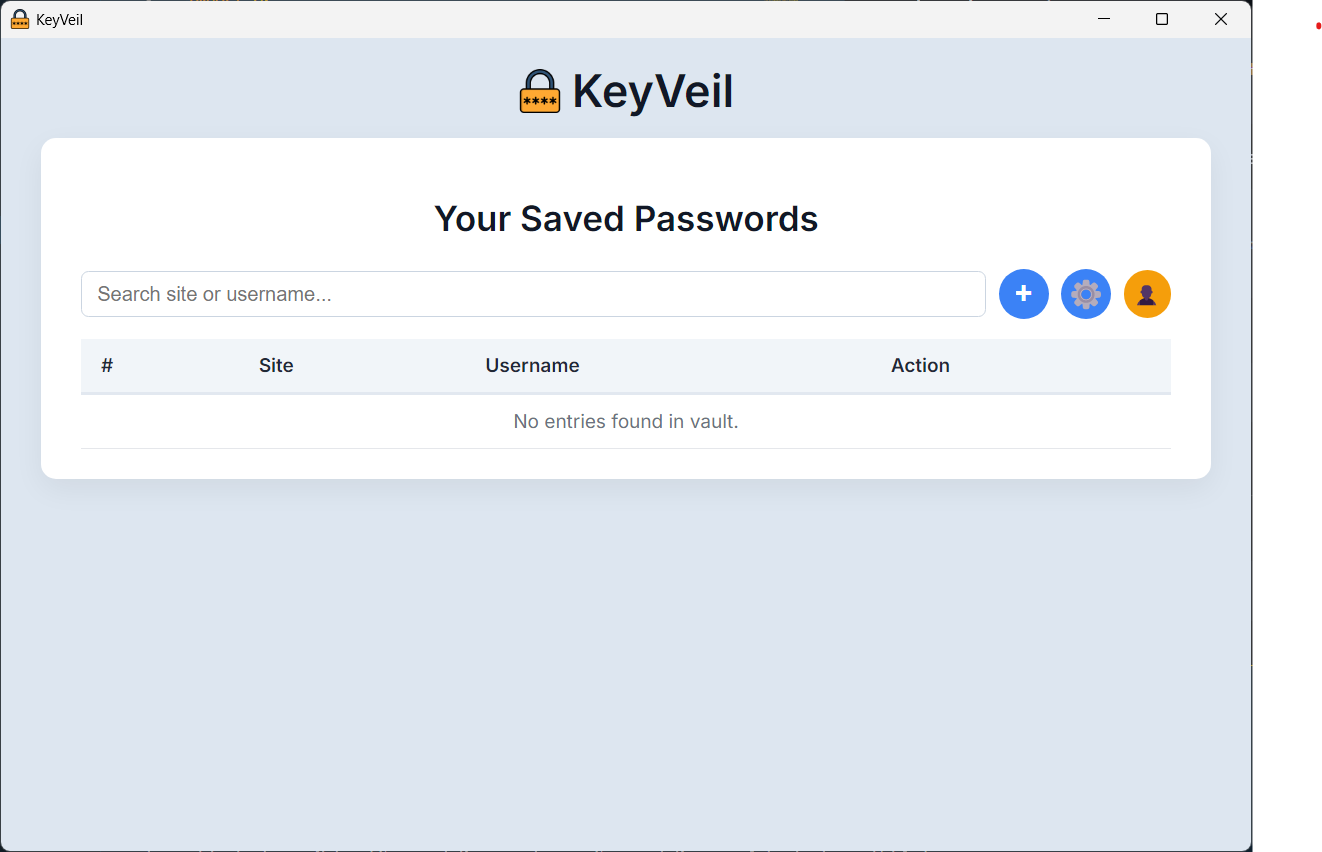 KeyVeil
**** KeyVeil
Your Saved Passwords
Search site or username...
+
# Site Username Action
No entries found in vault.